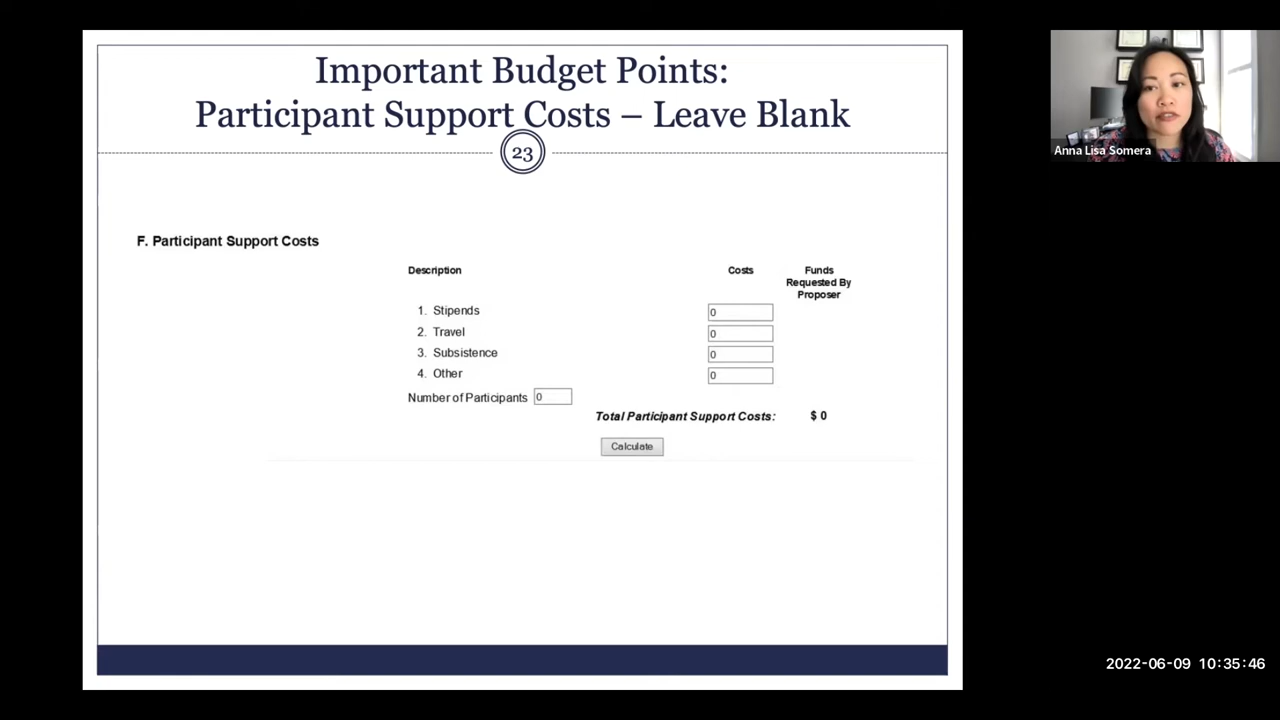 Important Budget Points:
Participant Support Costs – Leave Blank
23
F. Participant Support Costs
Description
Costs
Funds
Requested By
Proposer
1. Stipends
0
2. Travel
0
3. Subsistence
0
4. Other
0
Number of Participants 0
Total Participant Support Costs: $ 0
Calculate
Anna Lisa Somera
2022-06-09 10:35:46